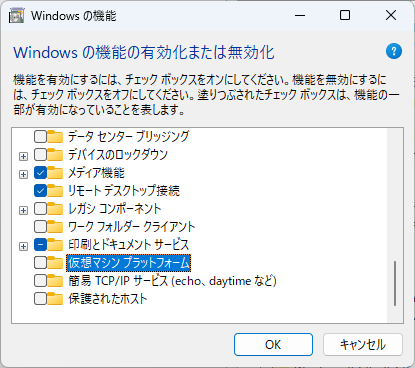 Windows の機能
Windows の機能の有効化または無効化
機能を有効にするには、チェック ボックスをオンにしてください。機能を無効にするに
は、チェック ボックスをオフにしてください。塗りつぶされたチェック ボックスは、機能の一
部が有効になっていることを表します。
データ センター ブリッジング
デバイスのロックダウン
メディア機能
リモート デスクトップ接続
レガシ コンポーネント
ワーク フォルダー クライアント
印刷とドキュメント サービス
仮想マシン プラットフォーム
簡易 TCP/IP サービス (echo、daytime など)
保護されたホスト
OK
キャンセル